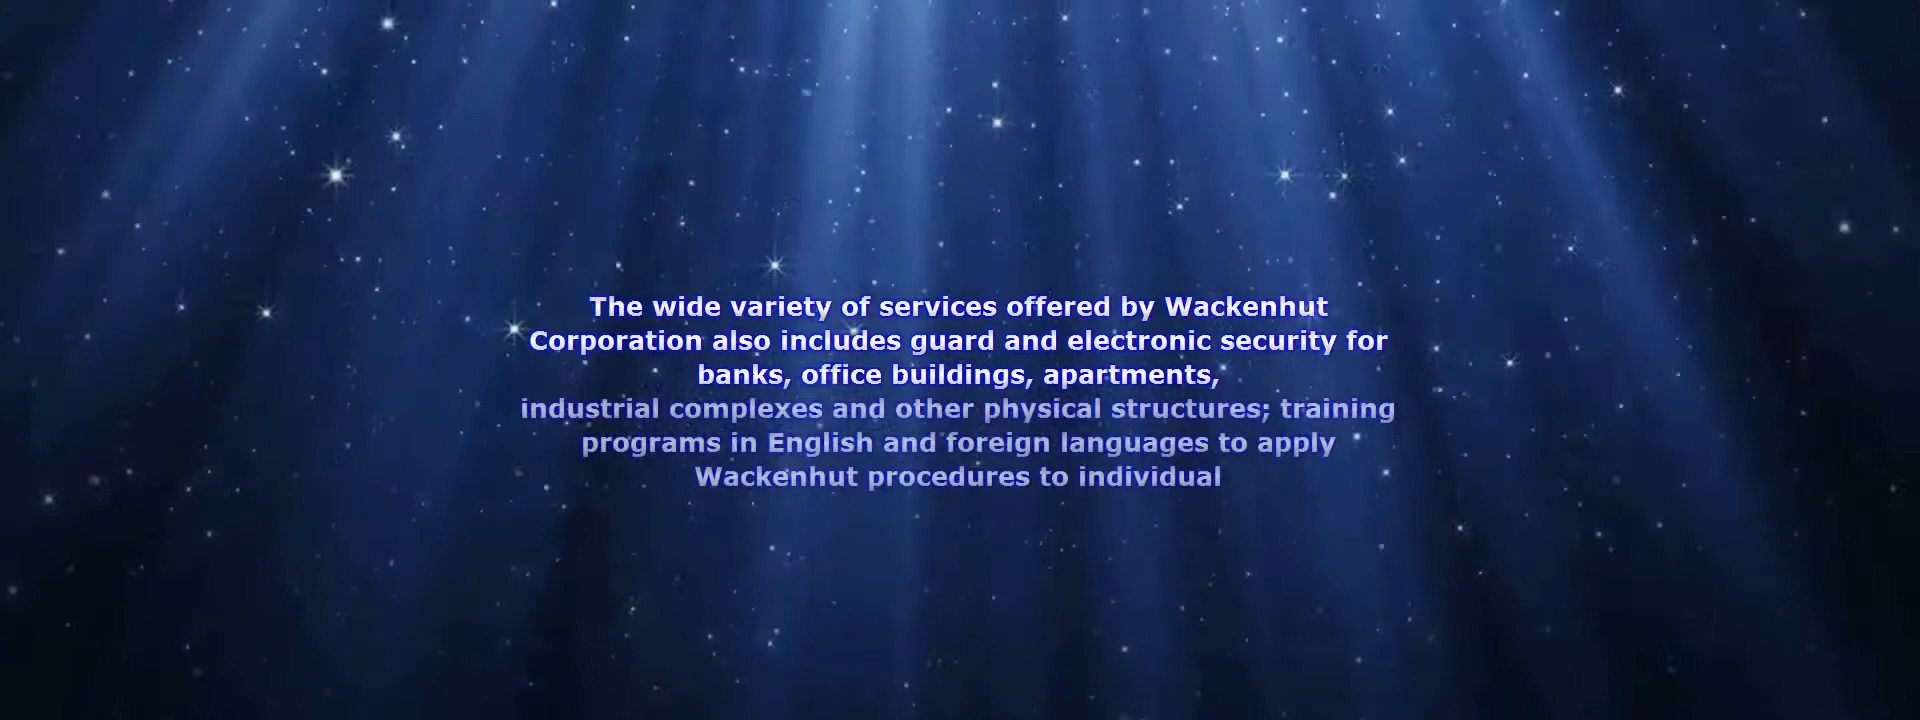 The wide variety of services offered by Wackenhut
Corporation also includes guard and electronic security for
banks, office buildings, apartments,
industrial complexes and other physical structures; training
programs in English and foreign languages to apply
Wackenhut procedures to individual